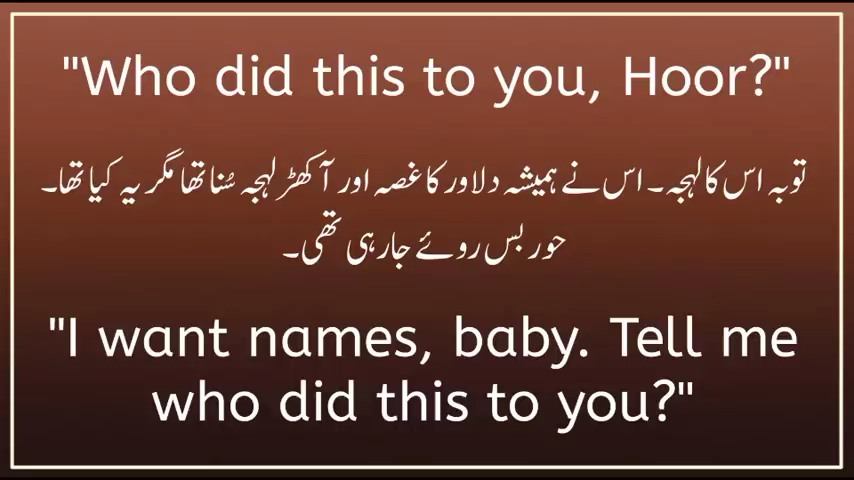 "Who did this to you, Hoor?"
توبہ اس کا لہجہ۔ اس نے ہمیشہ دلاور کا غصہ اور آکھڑ لہجہ سُنا تھا مگر یہ کیا تھا۔
حور بس روئے جارہی تھی۔
"I want names, baby. Tell me
who did this to you?"